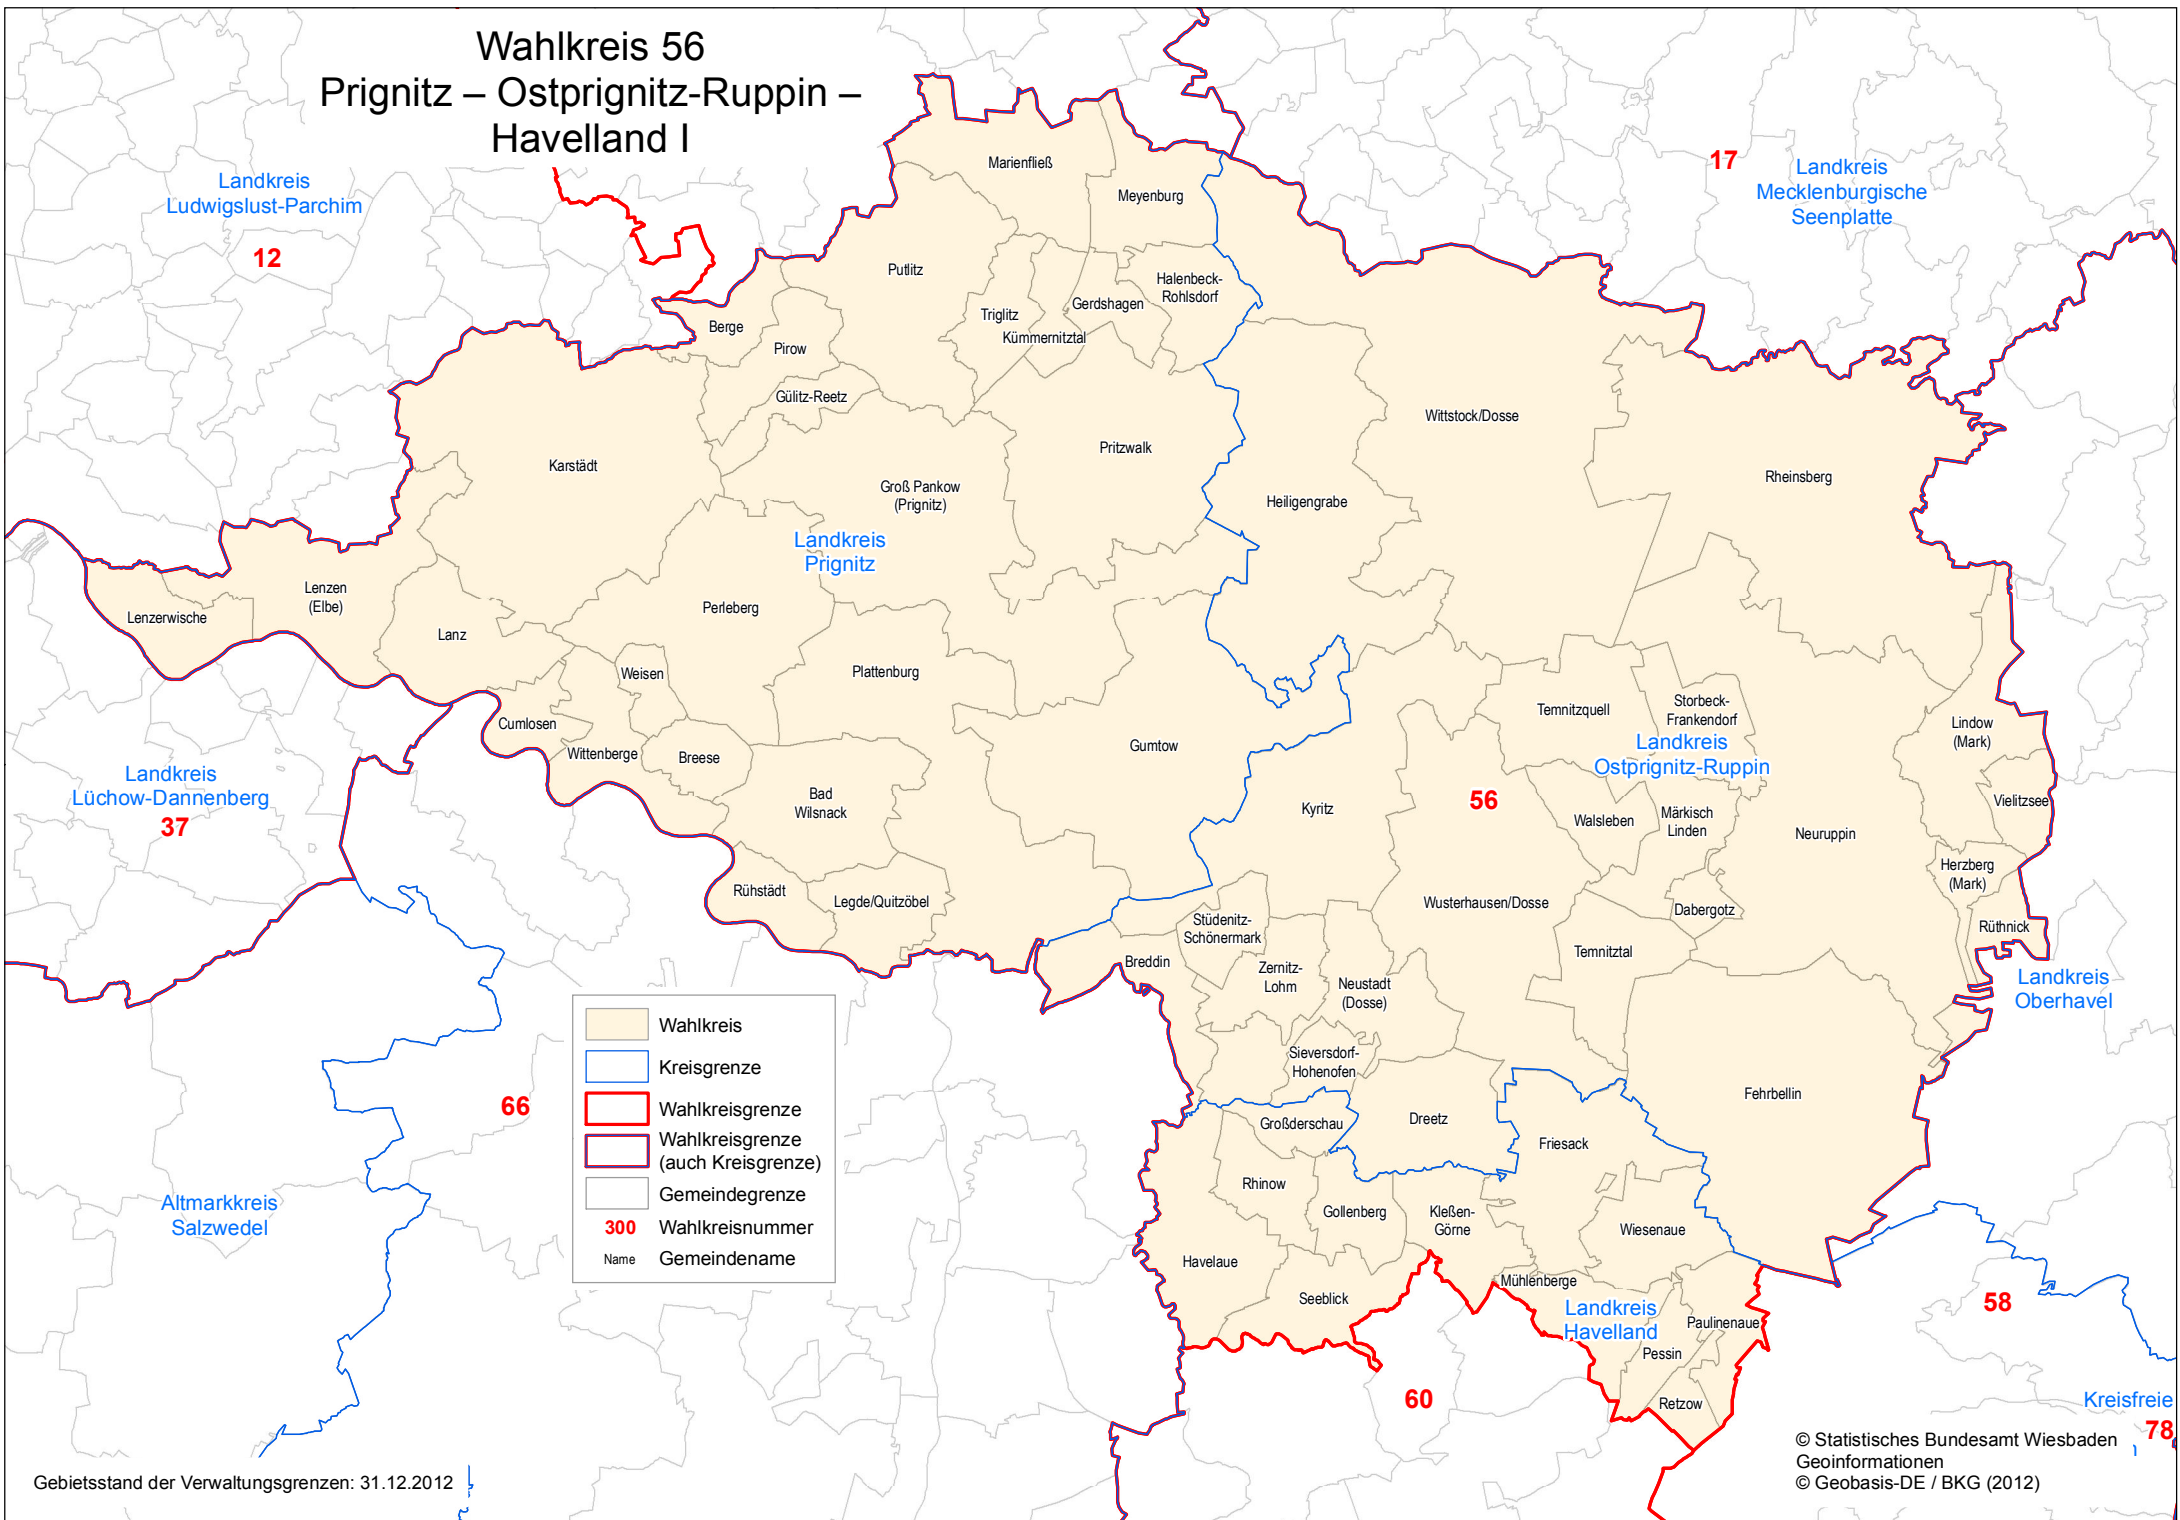 Wahlkreis 56
Prignitz – Ostprignitz-Ruppin –
Havelland I
Landkreis
Ludwigslust-Parchim
12
17
Landkreis
Mecklenburgische
Seenplatte
Marienfließ
Meyenburg
Putlitz
Halenbeck-
Rohlsdorf
Gerdshagen
Triglitz
Kümmernitztal
Berge
Pirow
Gülitz-Reetz
Wittstock/Dosse
Karstädt
Pritzwalk
Rheinsberg
Groß Pankow
(Prignitz)
Heiligengrabe
Landkreis
Prignitz
Lenzen
(Elbe)
Lenzerwische
Perleberg
Lanz
Weisen
Plattenburg
Cumlosen
Wittenberge
Breese
Gumtow
Temnitzquell
Storbeck-
Frankendorf
Lindow
(Mark)
Landkreis
Ostprignitz-Ruppin
Landkreis
Lüchow-Dannenberg
37
Bad
Wilsnack
Kyritz
56
Walsleben
Märkisch
Linden
Neuruppin
Vielitzsee
Herzberg
(Mark)
Rühstädt
Legde/Quitzöbel
Wusterhausen/Dosse
Dabergotz
Stüdenitz-
Schönermark
Rüthnick
Breddin
Zernitz-
Lohm
Neustadt
(Dosse)
Temnitztal
Landkreis
Oberhavel
Sieversdorf-
Hohenofen
Fehrbellin
Großderschau
Dreetz
Friesack
Rhinow
Gollenberg
Kleßen-
Görne
Wiesenaue
Havelaue
Seeblick
Mühlenberge
Landkreis
Havelland
Paulinenaue
Pessin
Retzow
58
60
66
Altmarkkreis
Salzwedel
Wahlkreis
Kreisgrenze
Wahlkreisgrenze
Wahlkreisgrenze
(auch Kreisgrenze)
Gemeindegrenze
300 Wahlkreisnummer
Name Gemeindename
Kreisfreie
78
Gebietsstand der Verwaltungsgrenzen: 31.12.2012
© Statistisches Bundesamt Wiesbaden
Geoinformationen
© Geobasis-DE / BKG (2012)